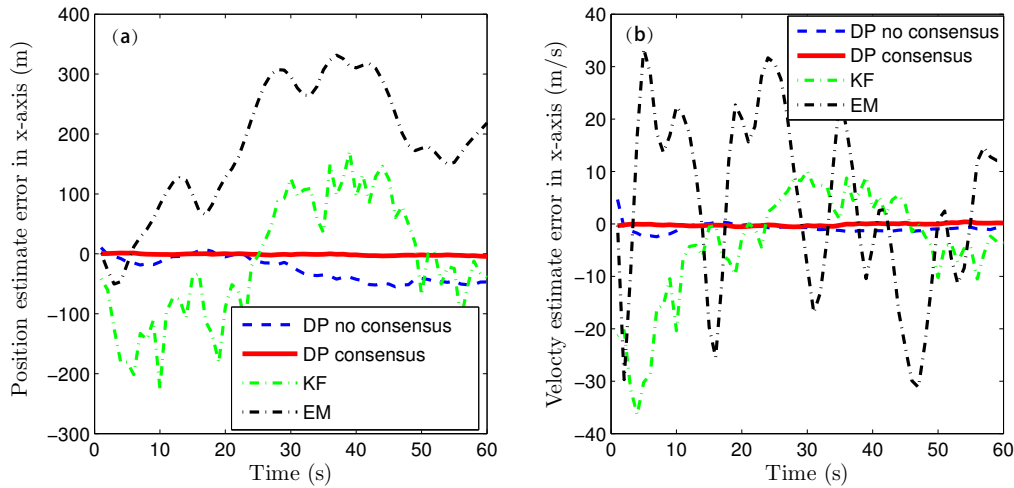 (a)
Position estimate error in x-axis (m)
400
300
200
100
0
−100
−200
−300
0
10
20
30
40
50
60
Time (s)
DP no consensus
DP consensus
KF
EM
(b)
Velocty estimate error in x-axis (m/s)
40
30
20
10
0
−10
−20
−30
−40
0
10
20
30
40
50
60
Time (s)
DP no consensus
DP consensus
KF
EM